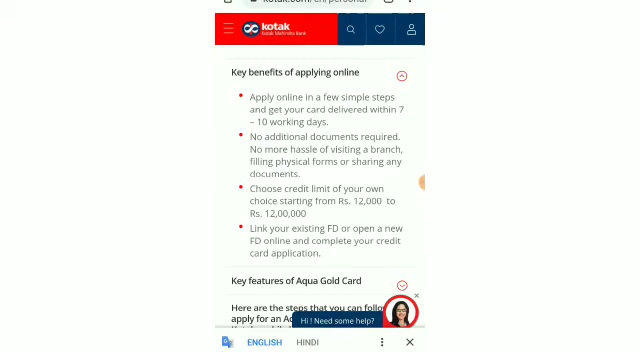 kotak.com/en/personal
kotak
Kotak Mahindra Bank
Key benefits of applying online
Apply online in a few simple steps
and get your card delivered within 7
– 10 working days.
No additional documents required.
No more hassle of visiting a branch,
filling physical forms or sharing any
documents.
Choose credit limit of your own
choice starting from Rs. 12,000 to
Rs. 12,00,000
Link your existing FD or open a new
FD online and complete your credit
card application.
Key features of Aqua Gold Card
Here are the steps that you can
apply for an
Hi ! Need some help?
ENGLISH HINDI